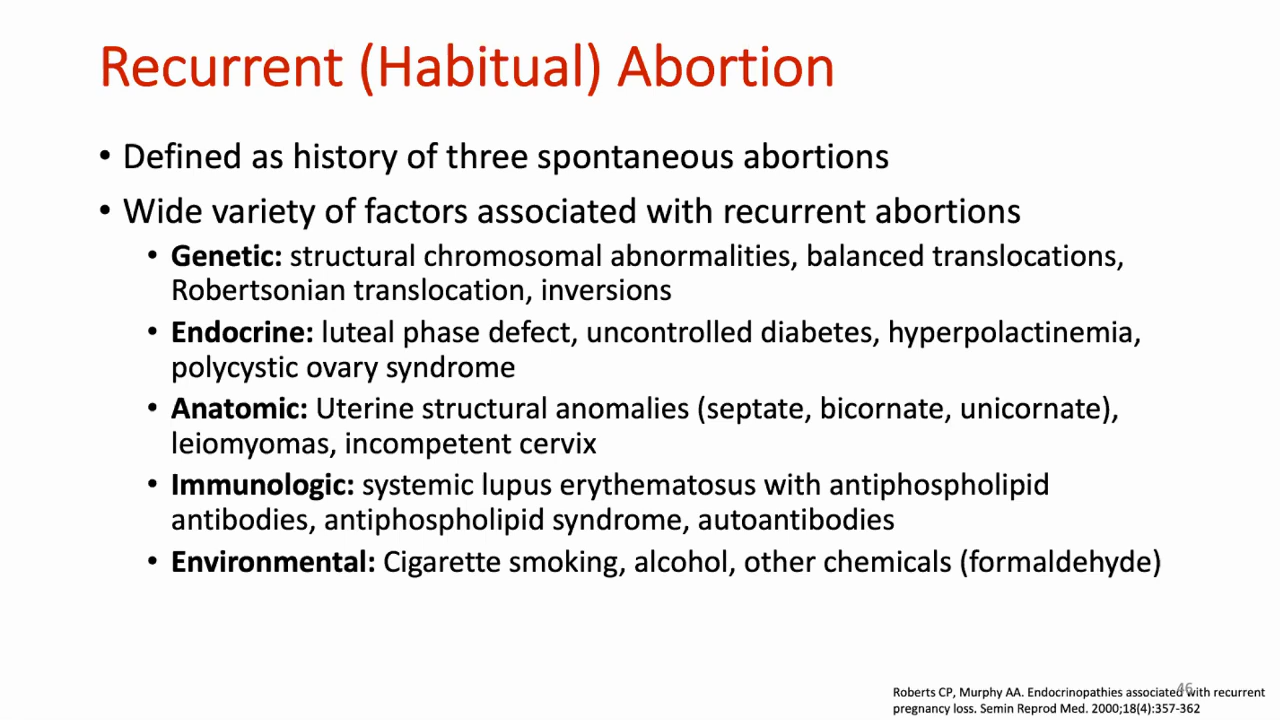 Recurrent (Habitual) Abortion
• Defined as history of three spontaneous abortions
• Wide variety of factors associated with recurrent abortions
• Genetic: structural chromosomal abnormalities, balanced translocations,
Robertsonian translocation, inversions
• Endocrine: luteal phase defect, uncontrolled diabetes, hyperpolactinemia,
polycystic ovary syndrome
• Anatomic: Uterine structural anomalies (septate, bicornate, unicornate),
leiomyomas, incompetent cervix
• Immunologic: systemic lupus erythematosus with antiphospholipid
antibodies, antiphospholipid syndrome, autoantibodies
• Environmental: Cigarette smoking, alcohol, other chemicals (formaldehyde)
46
Roberts CP, Murphy AA. Endocrinopathies associated with recurrent
pregnancy loss. Semin Reprod Med. 2000;18(4):357-362